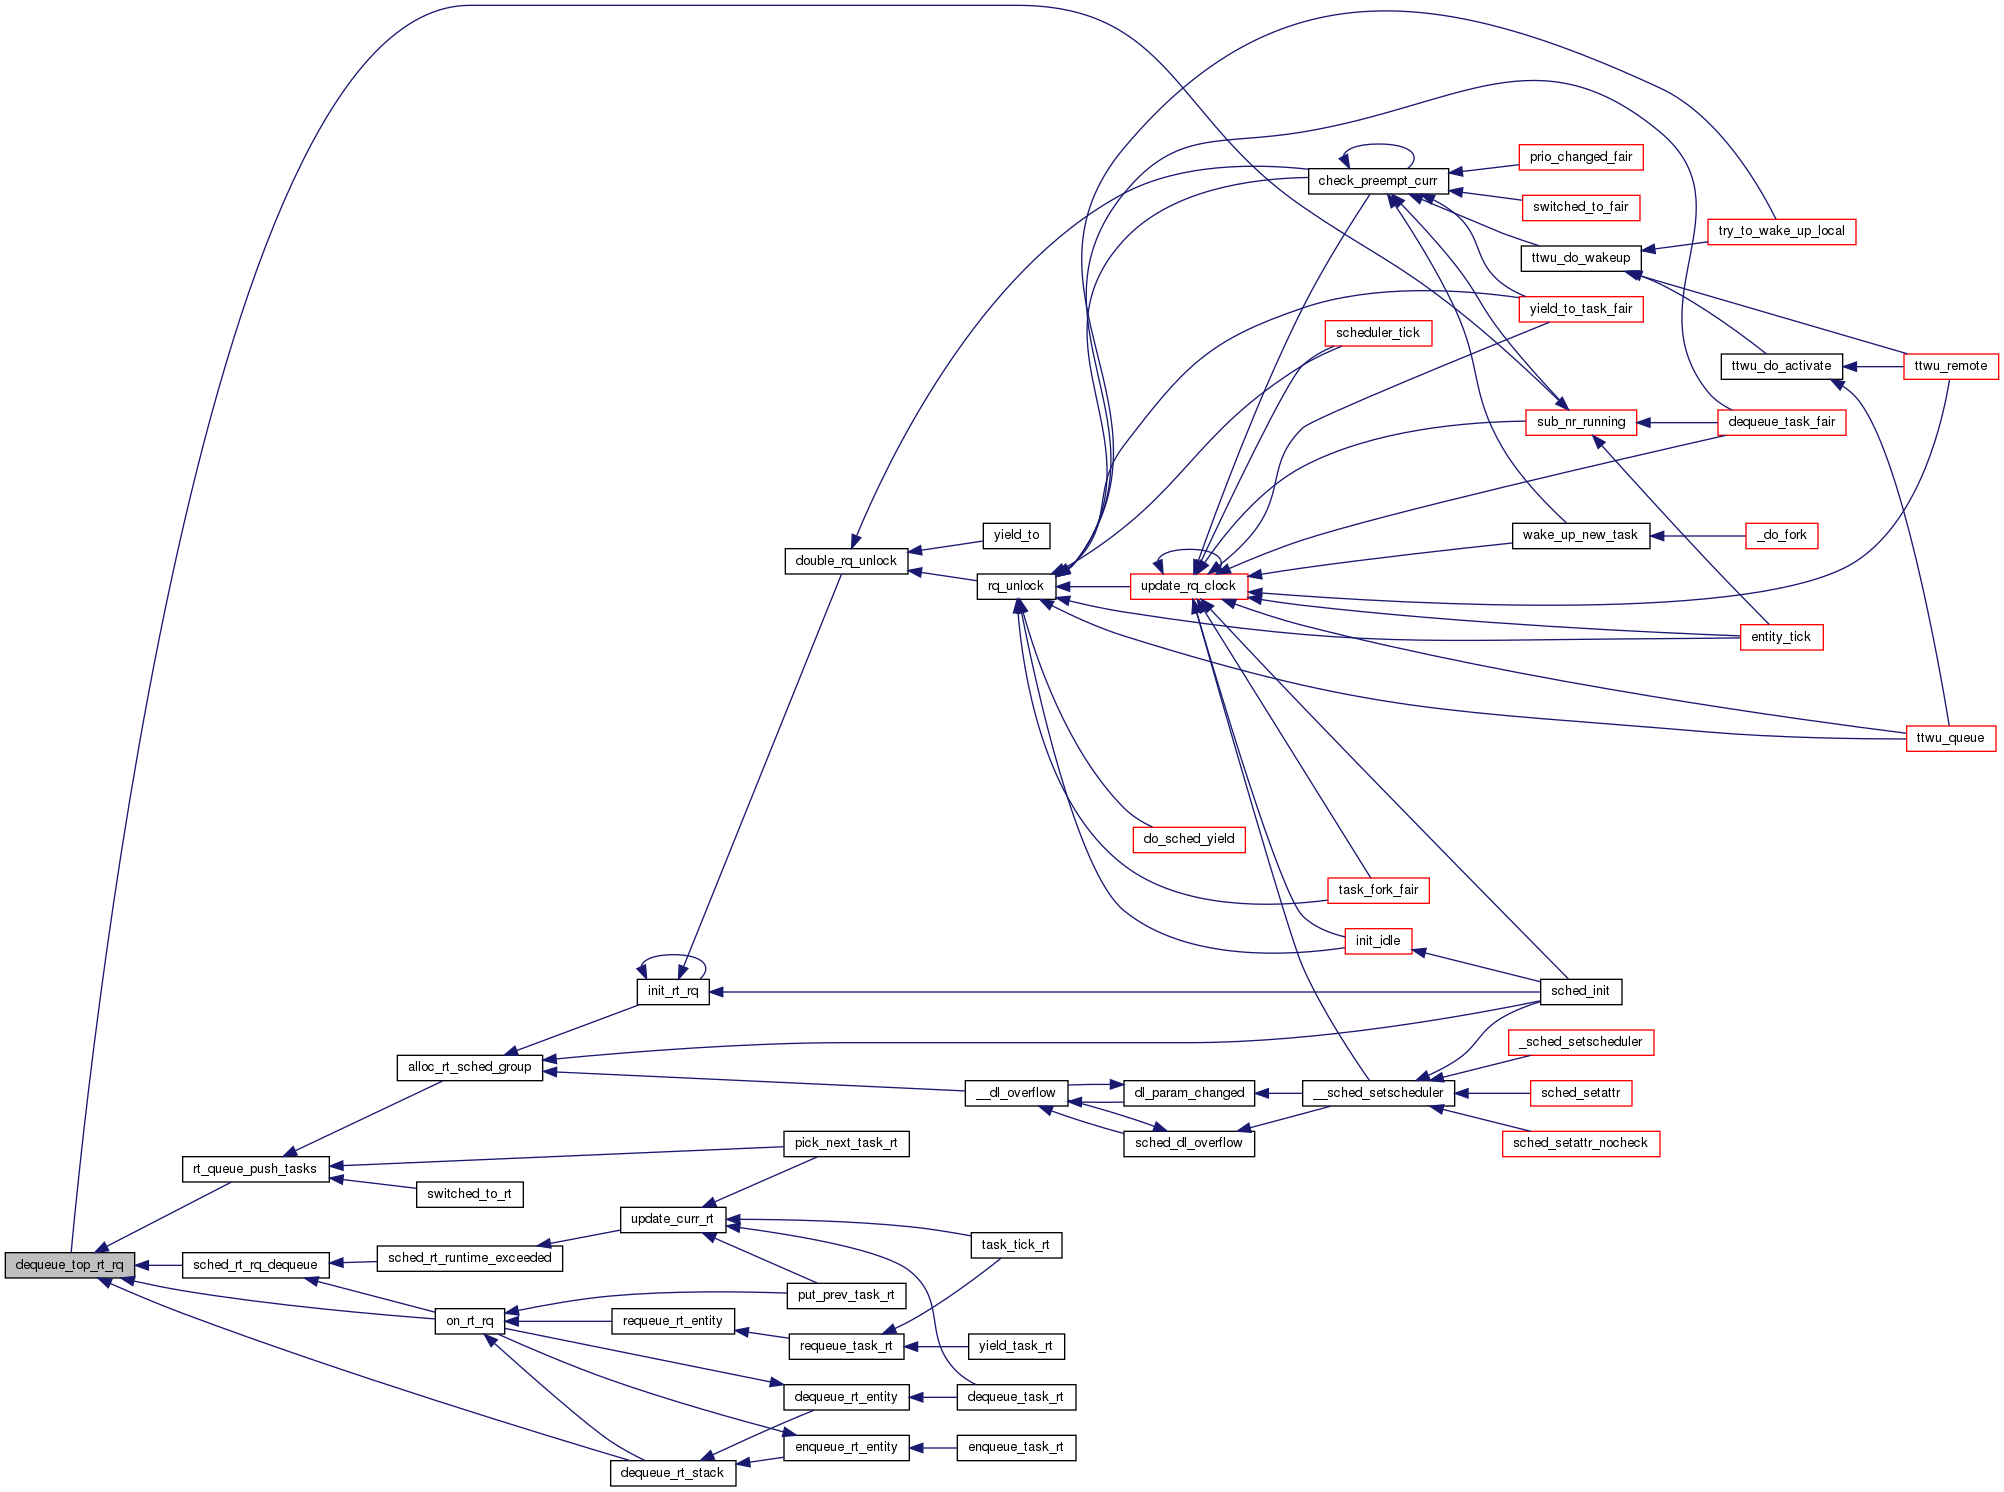 prio_changed_fair
check_preempt_curr
switched_to_fair
try_to_wake_up_local
ttwu_do_wakeup
yield_to_task_fair
scheduler_tick
ttwu_do_activate
ttwu_remote
sub_nr_running
dequeue_task_fair
yield_to
wake_up_new_task
_do_fork
double_rq_unlock
rq_unlock
update_rq_clock
entity_tick
ttwu_queue
do_sched_yield
task_fork_fair
init_idle
init_rt_rq
sched_init
_sched_setscheduler
alloc_rt_sched_group
__dl_overflow
dl_param_changed
__sched_setscheduler
sched_setattr
pick_next_task_rt
sched_dl_overflow
sched_setattr_nocheck
rt_queue_push_tasks
switched_to_rt
update_curr_rt
task_tick_rt
dequeue_top_rt_rq
sched_rt_rq_dequeue
sched_rt_runtime_exceeded
put_prev_task_rt
on_rt_rq
requeue_rt_entity
requeue_task_rt
yield_task_rt
dequeue_rt_entity
dequeue_task_rt
enqueue_rt_entity
enqueue_task_rt
dequeue_rt_stack